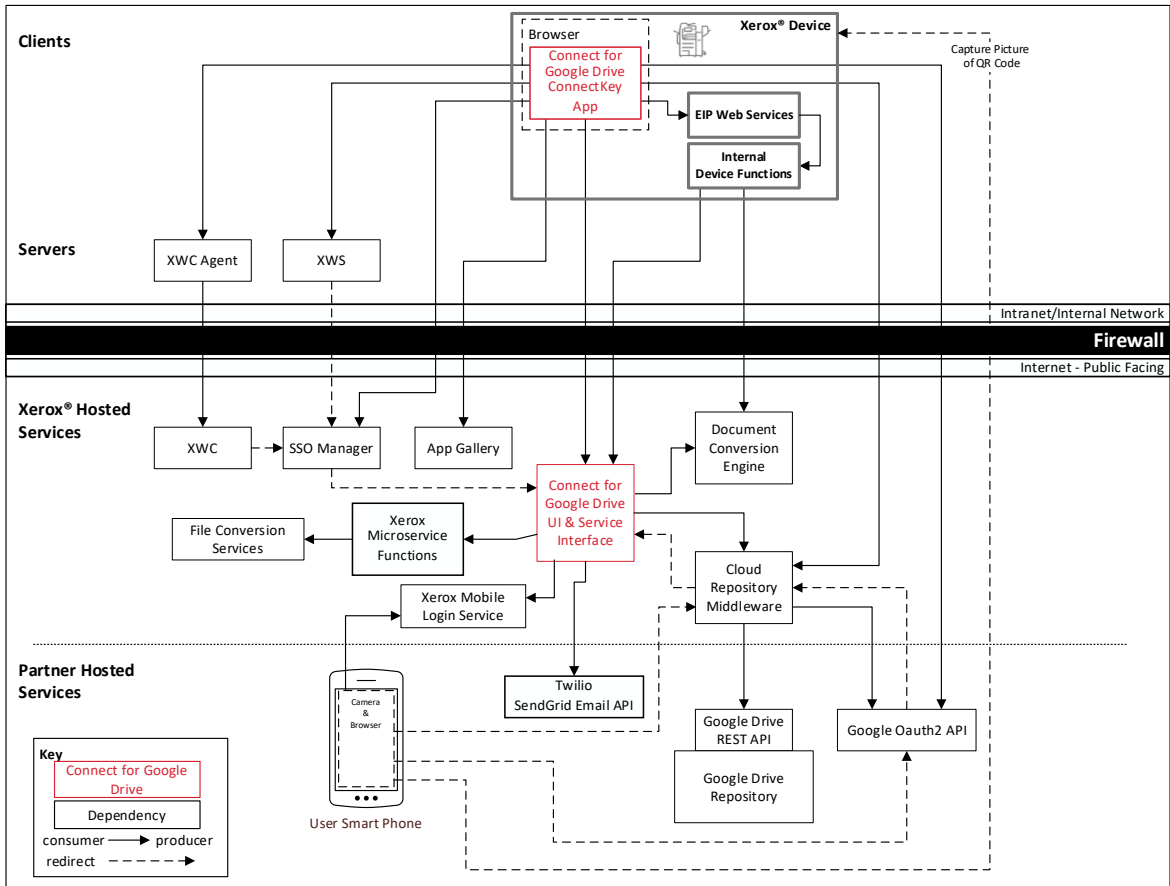 Clients
Xerox® Device
Browser
Connect for
Google Drive
ConnectKey
App
Capture Picture
of QR Code
EIP Web Services
Internal
Device Functions
Servers
XWC Agent
XWS
Intranet/Internal Network
Firewall
Internet - Public Facing
Xerox® Hosted
Services
XWC
SSO Manager
App Gallery
Document
Conversion
Engine
Connect for
Google Drive
UI & Service
Interface
File Conversion
Services
Xerox
Microservice
Functions
Cloud
Repository
Middleware
Xerox Mobile
Login Service
Partner Hosted
Services
Camera
&
Browser
Twilio
SendGrid Email API
Google Drive
REST API
Google Oauth2 API
Google Drive
Repository
User Smart Phone
Key
Connect for Google
Drive
Dependency
consumer
producer
redirect